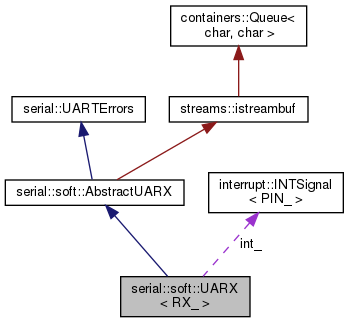 containers::Queue<
char, char >
serial::UARTErrors
streams::istreambuf
serial::soft::AbstractUARX
interrupt::INTSignal
< PIN_ >
int_
serial::soft::UARX
< RX_ >